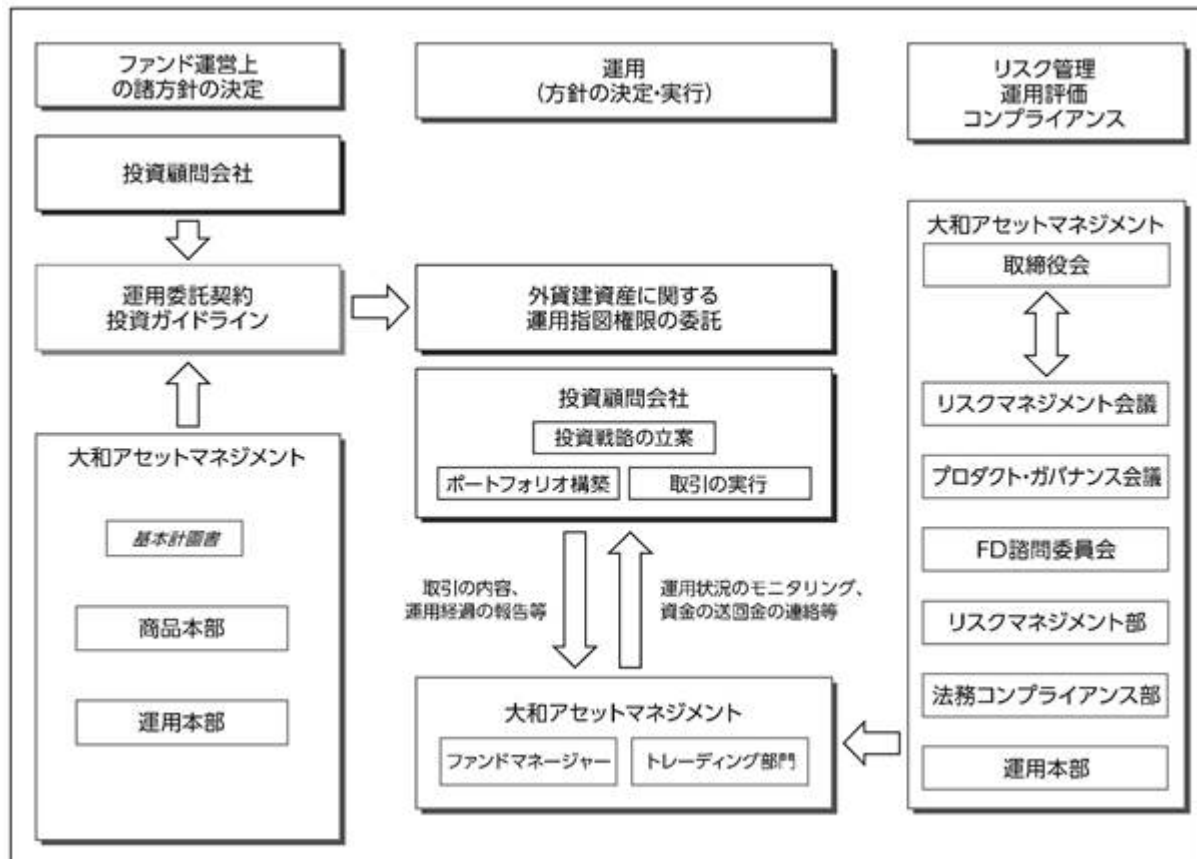 ファンド運営上
の諸方針の決定
運用
（方針の決定・実行）
リスク管理
運用評価
コンプライアンス
投資顧問会社
運用委託契約
投資ガイドライン
大和アセットマネジメント
基本計画書
商品本部
運用本部
外貨建資産に関する
運用指図権限の委託
投資顧問会社
投資戦略の立案
ポートフォリオ構築
取引の実行
取引の内容、
運用経過の報告等
運用状況のモニタリング、
資金の送回金の連絡等
大和アセットマネジメント
ファンドマネージャー
トレーディング部門
大和アセットマネジメント
取締役会
リスクマネジメント会議
プロダクト・ガバナンス会議
FD諮問委員会
リスクマネジメント部
法務コンプライアンス部
運用本部